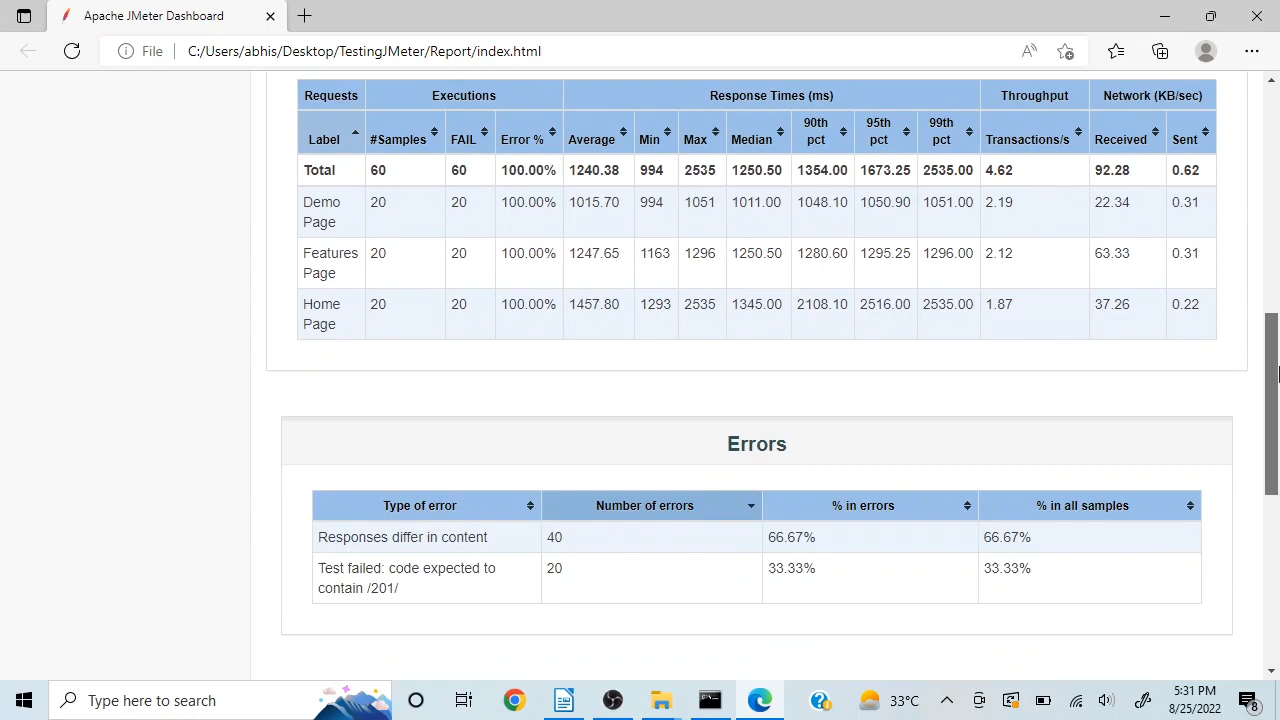 Apache JMeter Dashboard
File C:/Users/abhis/Desktop/TestingJMeter/Report/index.html
Requests Executions Response Times (ms) Throughput Network (KB/sec)
Label #Samples FAIL Error % Average Min Max Median 90th pct 95th pct 99th pct Transactions/s Received Sent
Total 60 60 100.00% 1240.38 994 2535 1250.50 1354.00 1673.25 2535.00 4.62 92.28 0.62
Demo Page 20 20 100.00% 1015.70 994 1051 1011.00 1048.10 1050.90 1051.00 2.19 22.34 0.31
Features Page 20 20 100.00% 1247.65 1163 1296 1250.50 1280.60 1295.25 1296.00 2.12 63.33 0.31
Home Page 20 20 100.00% 1457.80 1293 2535 1345.00 2108.10 2516.00 2535.00 1.87 37.26 0.22
Errors
Type of error Number of errors % in errors % in all samples
Responses differ in content 40 66.67% 66.67%
Test failed: code expected to contain /201/ 20 33.33% 33.33%
Type here to search
33°C
5:31 PM
8/25/2022
8